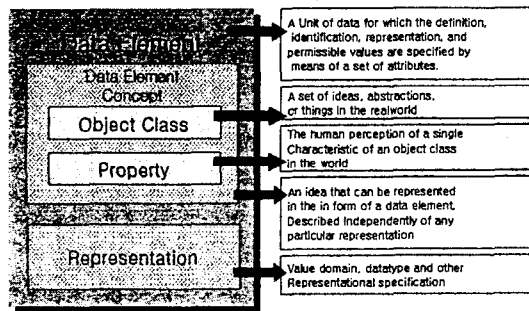 Data Element
Data Element
Concept
Object Class
Property
Representation
A Unit of data for which the definition,
identification, representation, and
permissible values are specified by
means of a set of attributes.
A set of ideas, abstractions,
or things in the realworld
The human perception of a single
Characteristic of an object class
in the world
An idea that can be represented
in the in form of a data element,
Described Independently of any
particular representation
Value domain, datatype and other
Representational specification